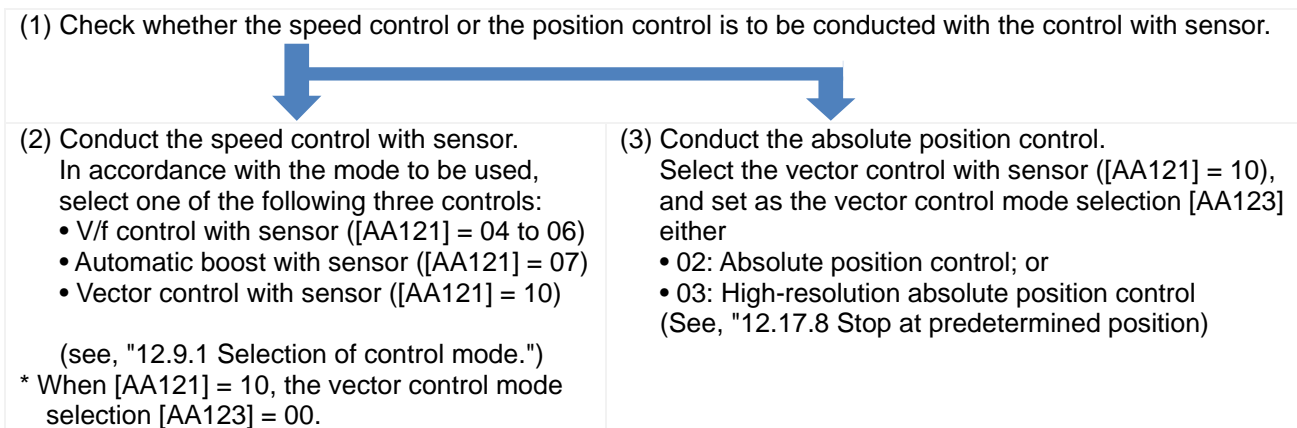 (1) Check whether the speed control or the position control is to be conducted with the control with sensor.
(2) Conduct the speed control with sensor.
In accordance with the mode to be used,
select one of the following three controls:
• V/f control with sensor ([AA121] = 04 to 06)
• Automatic boost with sensor ([AA121] = 07)
• Vector control with sensor ([AA121] = 10)
(see, "12.9.1 Selection of control mode.")
* When [AA121] = 10, the vector control mode
selection [AA123] = 00.
(3) Conduct the absolute position control.
Select the vector control with sensor ([AA121] = 10),
and set as the vector control mode selection [AA123]
either
• 02: Absolute position control; or
• 03: High-resolution absolute position control
(See, "12.17.8 Stop at predetermined position)